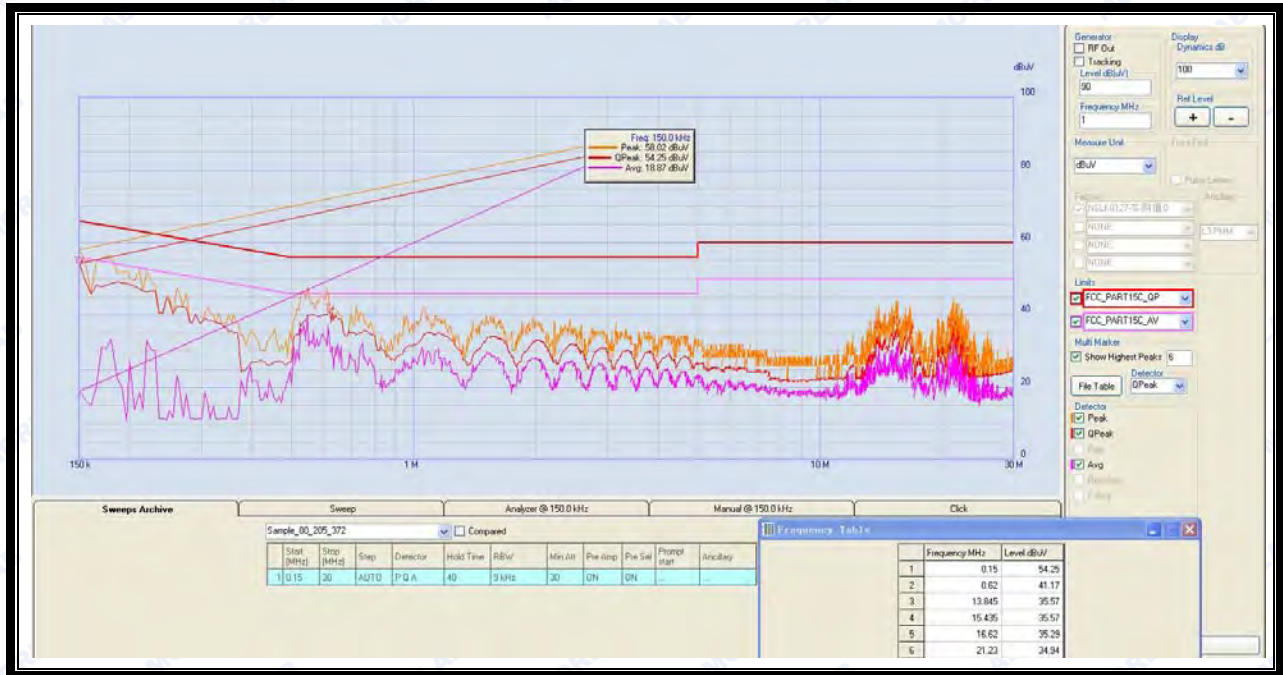 dBuV
100
80
60
40
20
0
150 k
1 M
10 M
30 M
Freq: 150.0 kHz
Peak: 58.02 dBuV
QPeak: 54.25 dBuV
Avg: 18.87 dBuV
Generator
RF Out
Tracking
Level dB(uV)
90
Frequency MHz
1
Display
Dynamics dB
100
Ref Level
+ -
Measure Unit
dBuV
NONE
NONE
NONE
Limits
FCC_PART15C_QP
FCC_PART15C_AV
Multi Marker
Show Highest Peaks 6
Detector
File Table QPeak
Detector
Peak
QPeak
Avg
Sweeps Archive Sweep Analyzer @ 150.0 kHz Manual @ 150.0 kHz Click
Sample_00_205_372 Compared
Start [MHz] Stop [MHz] Step Detector Hold Time RBW Min Att Pre Amp Pre Sel Prompt start Ancillary
1 0.15 30 AUTO P Q A 40 9 kHz 30 ON ON ... ...
Frequency Table
Frequency MHz Level dBuV
1 0.15 54.25
2 0.62 41.17
3 13.845 35.57
4 15.435 35.57
5 16.62 35.29
6 21.23 34.94